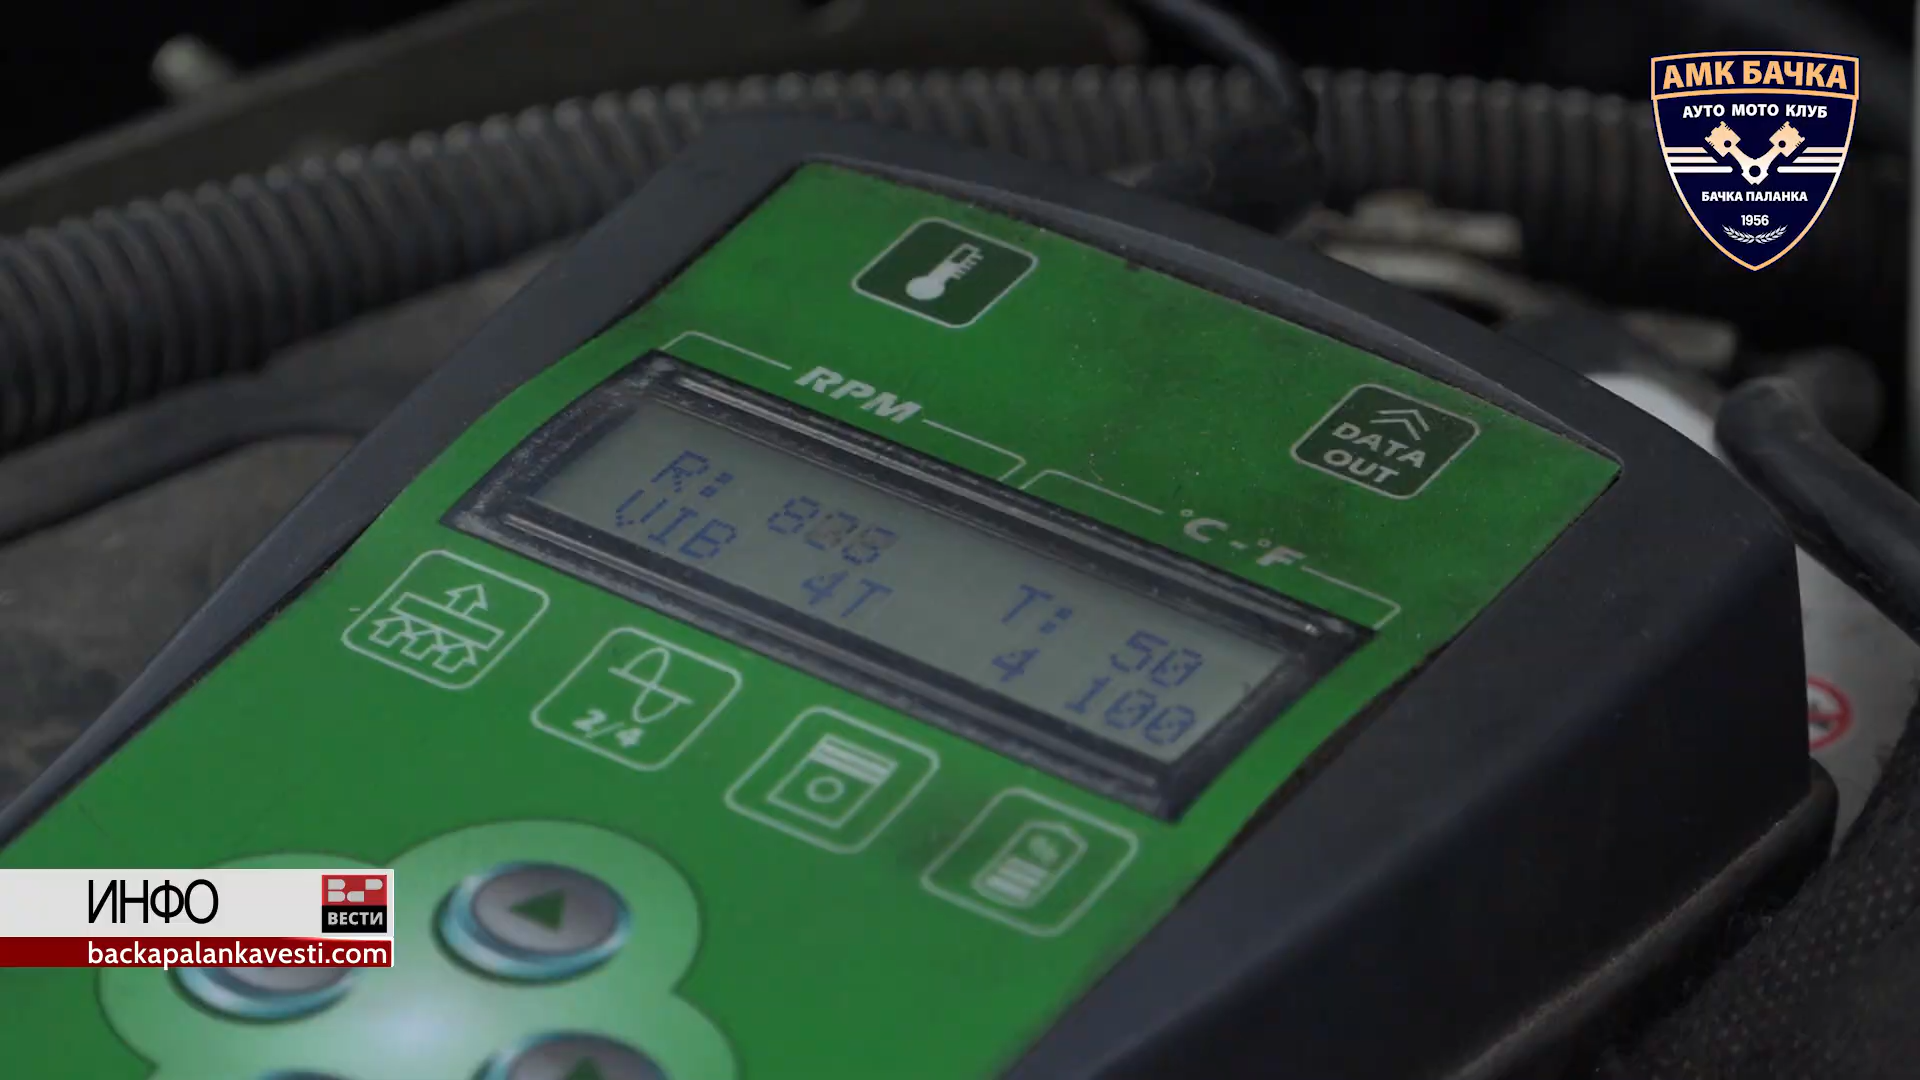 АМК БАЧКА
АУТО МОТО КЛУБ
БАЧКА ПАЛАНКА
1956
RPM
DATA
OUT
°C - °F
R: T: 50
VIB 4T 4 100
2/4
%
ИНФО
BCP
ВЕСТИ
backapalankavesti.com